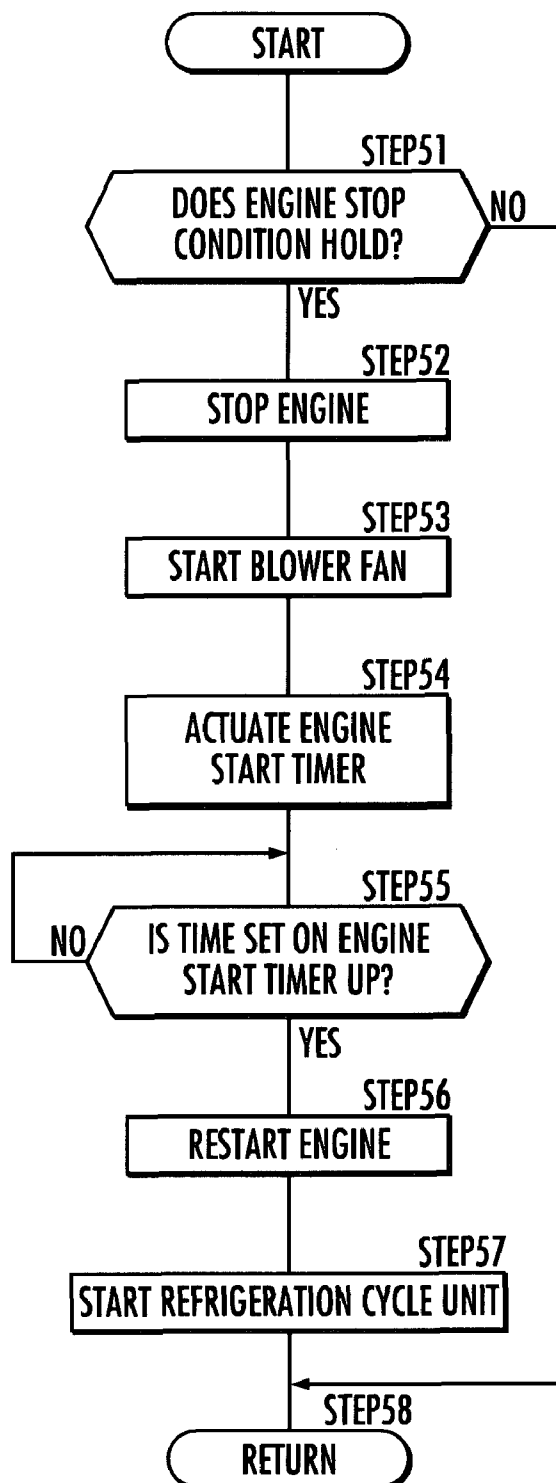 START
STEP51
DOES ENGINE STOP
CONDITION HOLD?
NO
YES
STEP52
STOP ENGINE
STEP53
START BLOWER FAN
STEP54
ACTUATE ENGINE
START TIMER
STEP55
NO
IS TIME SET ON ENGINE
START TIMER UP?
YES
STEP56
RESTART ENGINE
STEP57
START REFRIGERATION CYCLE UNIT
STEP58
RETURN